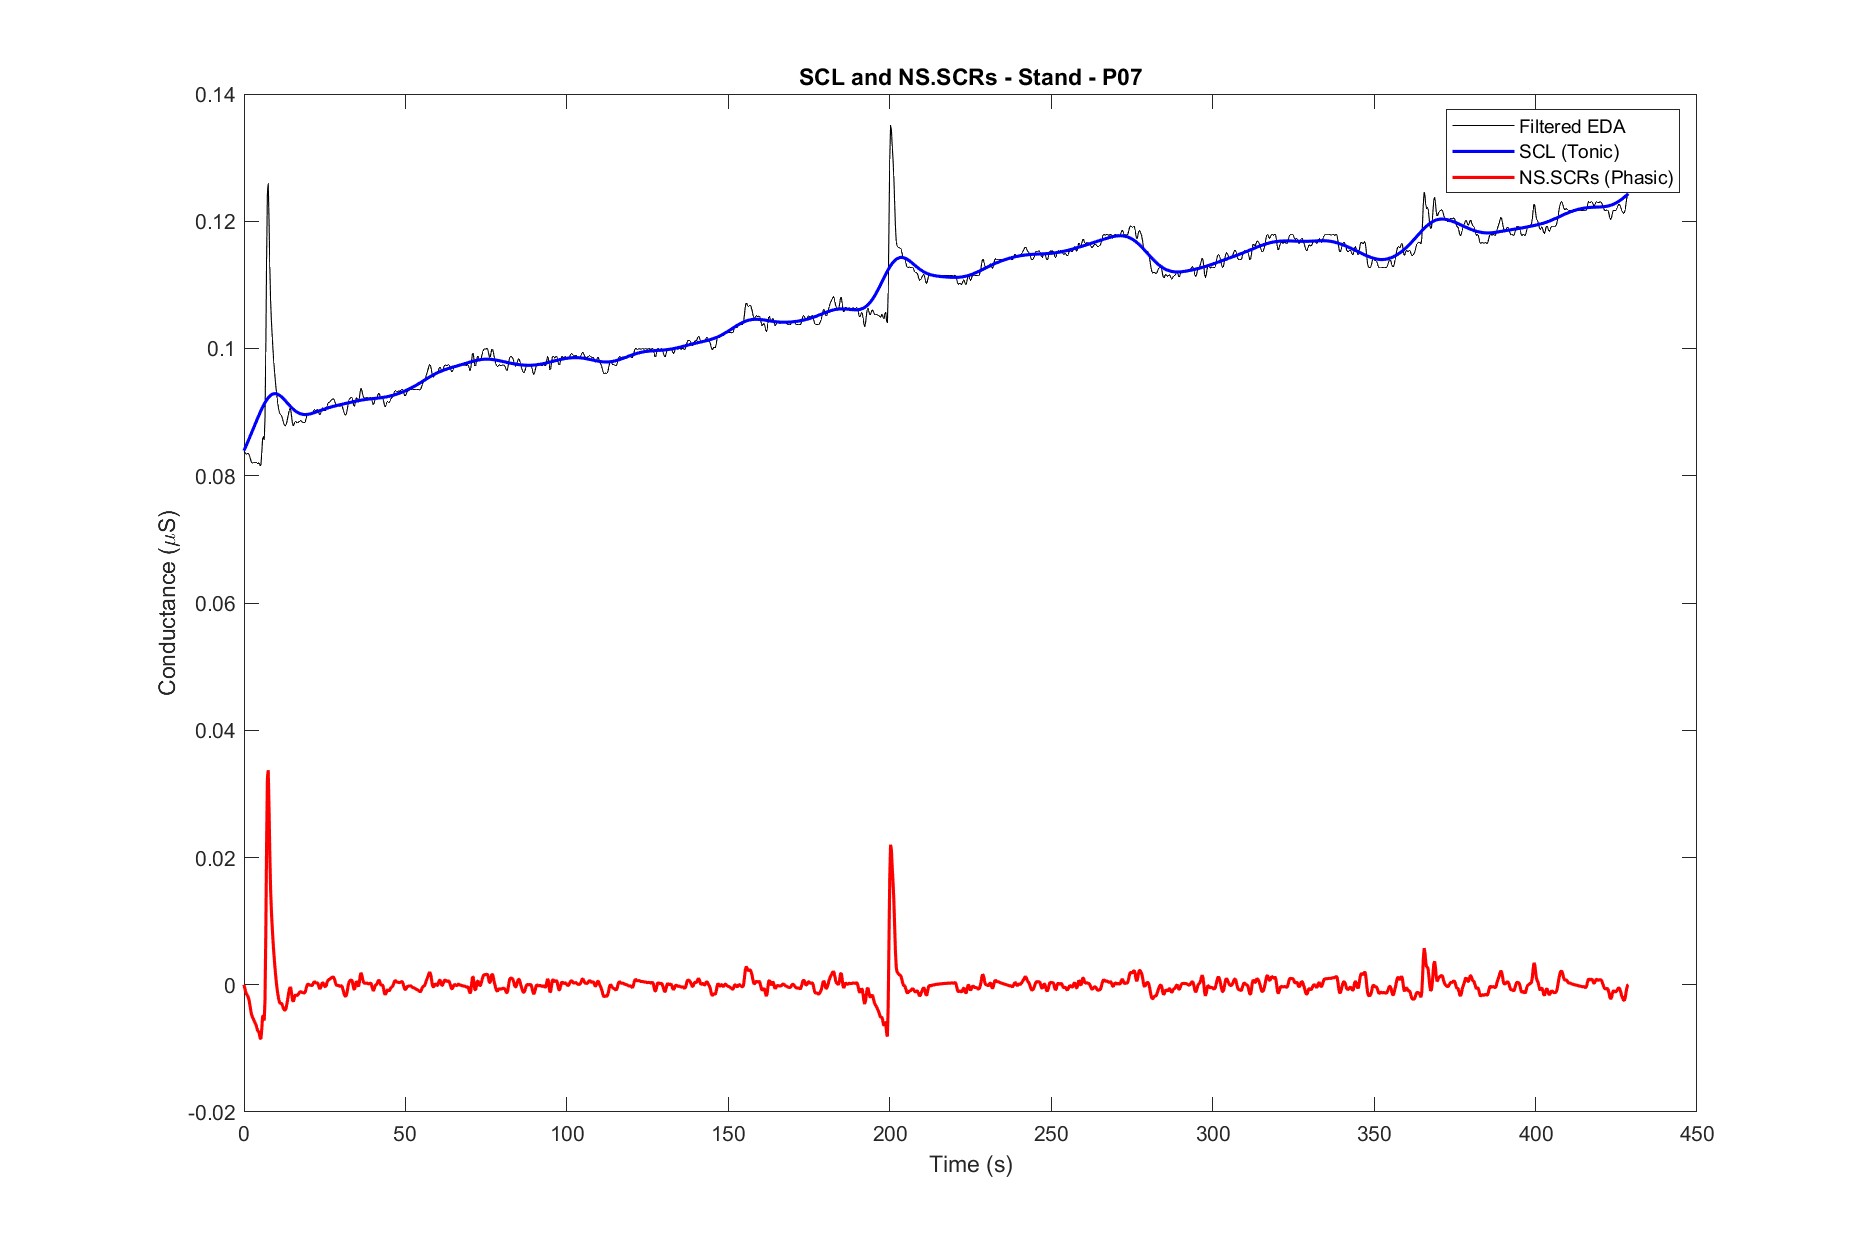 SCL and NS.SCRs - Stand - P07
0.14
0.12
0.1
0.08
0.06
0.04
0.02
0
-0.02
Conductance (μS)
Filtered EDA
SCL (Tonic)
NS.SCRs (Phasic)
0 50 100 150 200 250 300 350 400 450
Time (s)